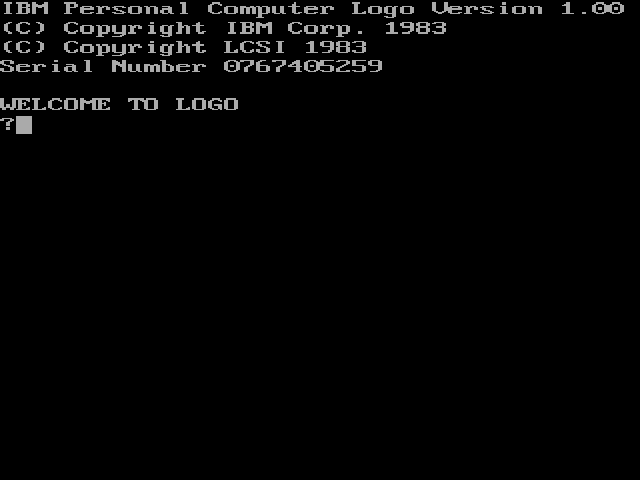 IBM Personal Computer Logo Version 1.00
(C) Copyright IBM Corp. 1983
(C) Copyright LCSI 1983
Serial Number 0767405259
WELCOME TO LOGO
?